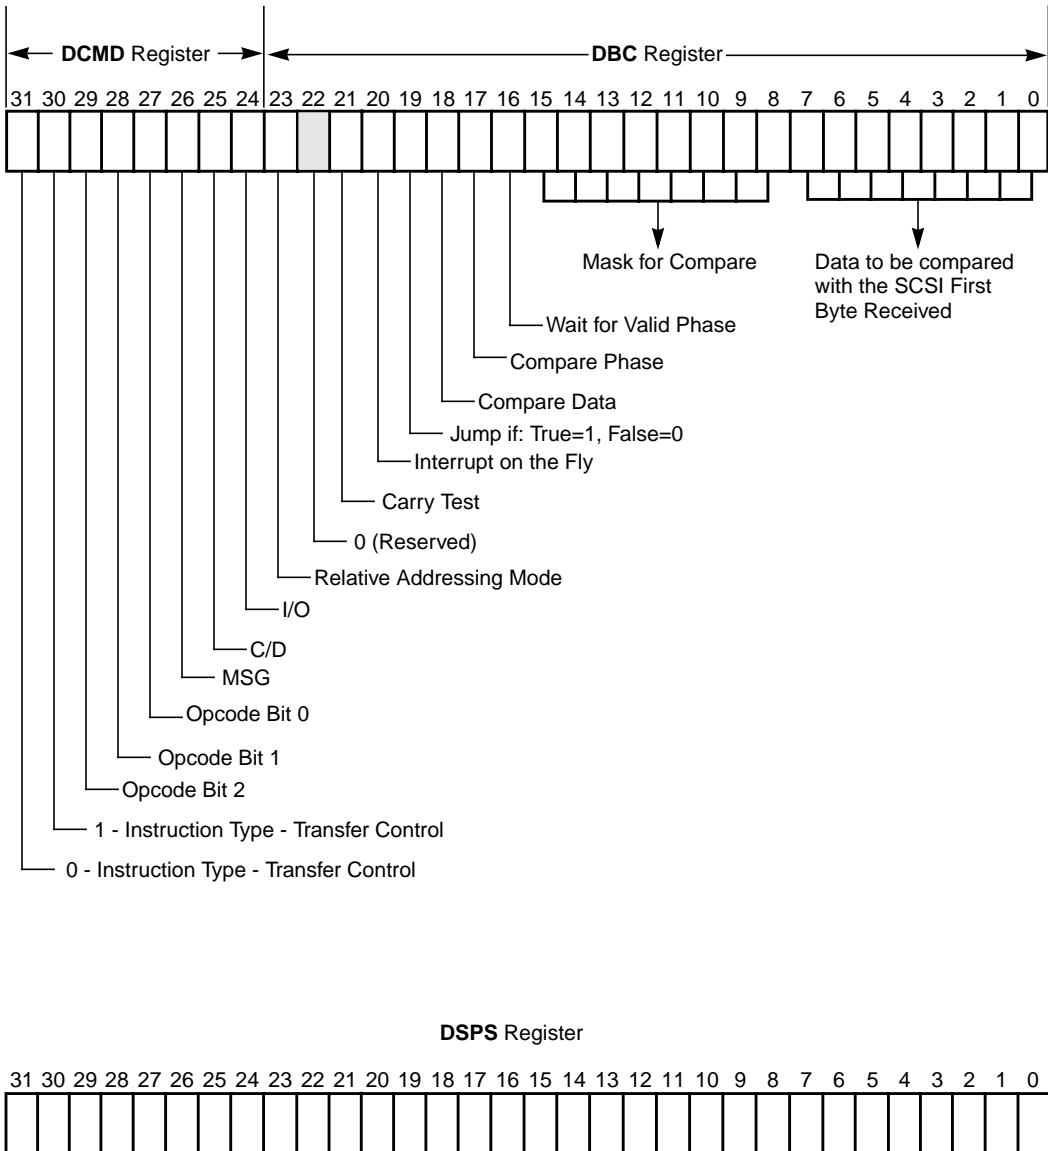 DCMD Register DBC Register
31 30 29 28 27 26 25 24 23 22 21 20 19 18 17 16 15 14 13 12 11 10 9 8 7 6 5 4 3 2 1 0
Mask for Compare
Data to be compared
with the SCSI First
Byte Received
Wait for Valid Phase
Compare Phase
Compare Data
Jump if: True=1, False=0
Interrupt on the Fly
Carry Test
0 (Reserved)
Relative Addressing Mode
I/O
C/D
MSG
Opcode Bit 0
Opcode Bit 1
Opcode Bit 2
1 - Instruction Type - Transfer Control
0 - Instruction Type - Transfer Control
DSPS Register
31 30 29 28 27 26 25 24 23 22 21 20 19 18 17 16 15 14 13 12 11 10 9 8 7 6 5 4 3 2 1 0